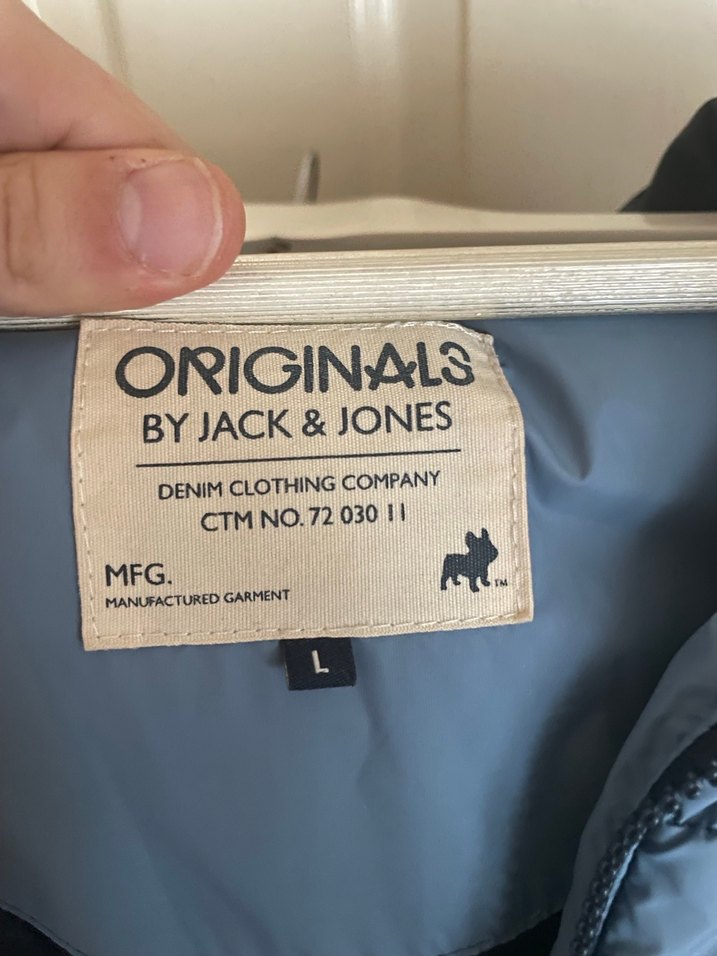 ORIGINALS
BY JACK & JONES
DENIM CLOTHING COMPANY
CTM NO. 72 030 11
MFG.
MANUFACTURED GARMENT
TM
L